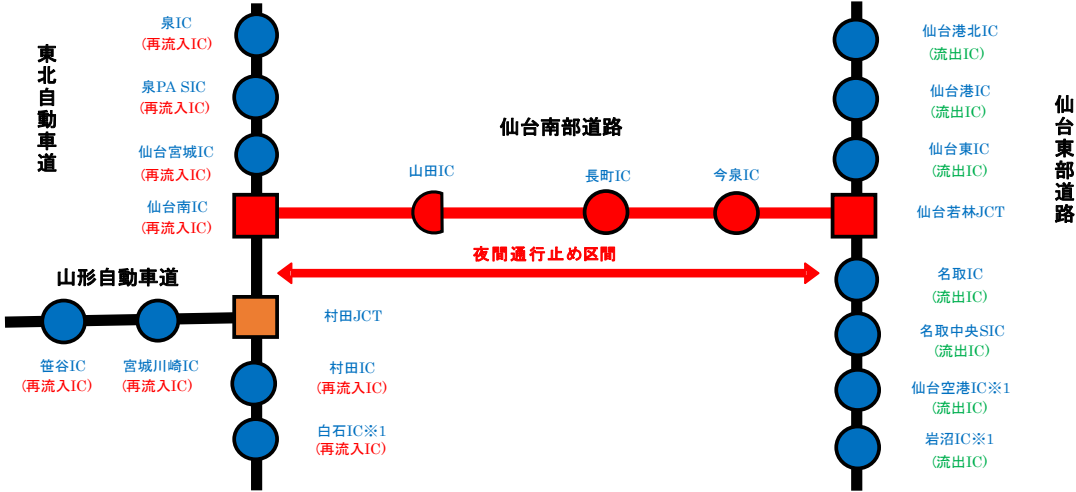 東北自動車道
泉IC
(再流入IC)
泉PA SIC
(再流入IC)
仙台宮城IC
(再流入IC)
仙台南IC
(再流入IC)
山形自動車道
笹谷IC
(再流入IC)
宮城川崎IC
(再流入IC)
村田JCT
村田IC
(再流入IC)
白石IC※1
(再流入IC)
仙台南部道路
山田IC
長町IC
今泉IC
夜間通行止め区間
仙台港北IC
(流出IC)
仙台港IC
(流出IC)
仙台東IC
(流出IC)
仙台若林JCT
名取IC
(流出IC)
名取中央SIC
(流出IC)
仙台空港IC※1
(流出IC)
岩沼IC※1
(流出IC)
仙台東部道路